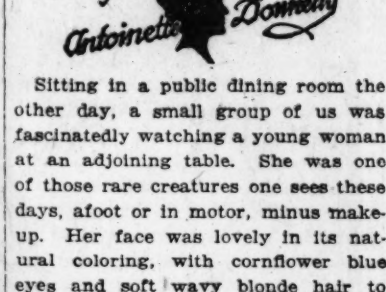 Antoinette Donnelly
Sitting in a public dining room the
other day, a small group of us was
fascinatedly watching a young woman
at an adjoining table. She was one
of those rare creatures one sees these
days, afoot or in motor, minus make-
up. Her face was lovely in its nat-
ural coloring, with cornflower blue
eyes and soft wavy blonde hair to